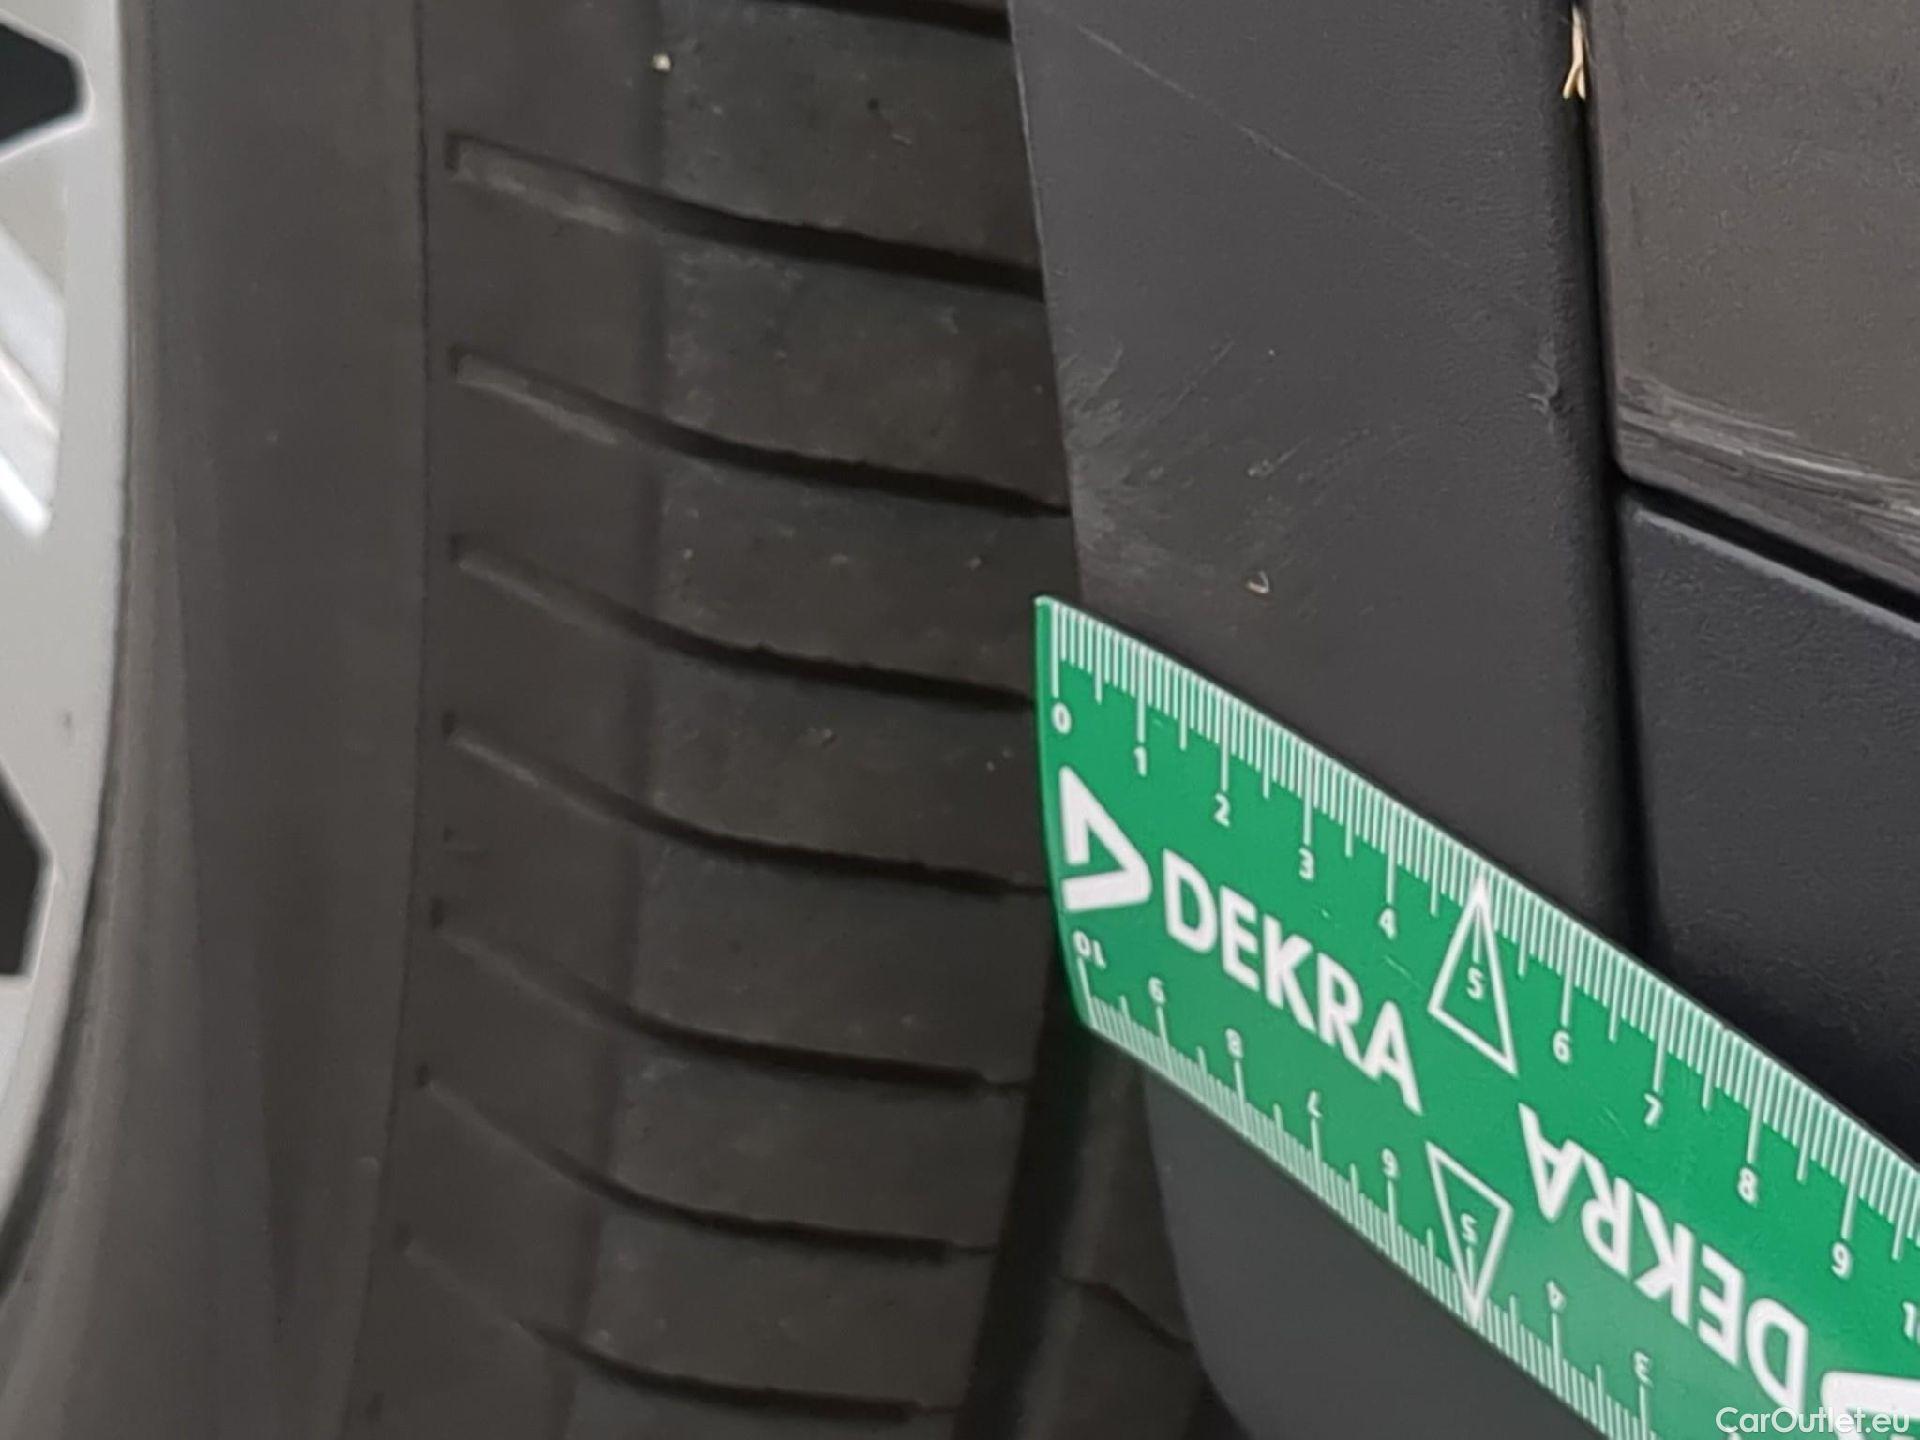 0 1 2 3 4 5 6 7 8 9
DEKRA
10 9 8 7 6 5 4 3
DEKRA
CarOutlet.eu